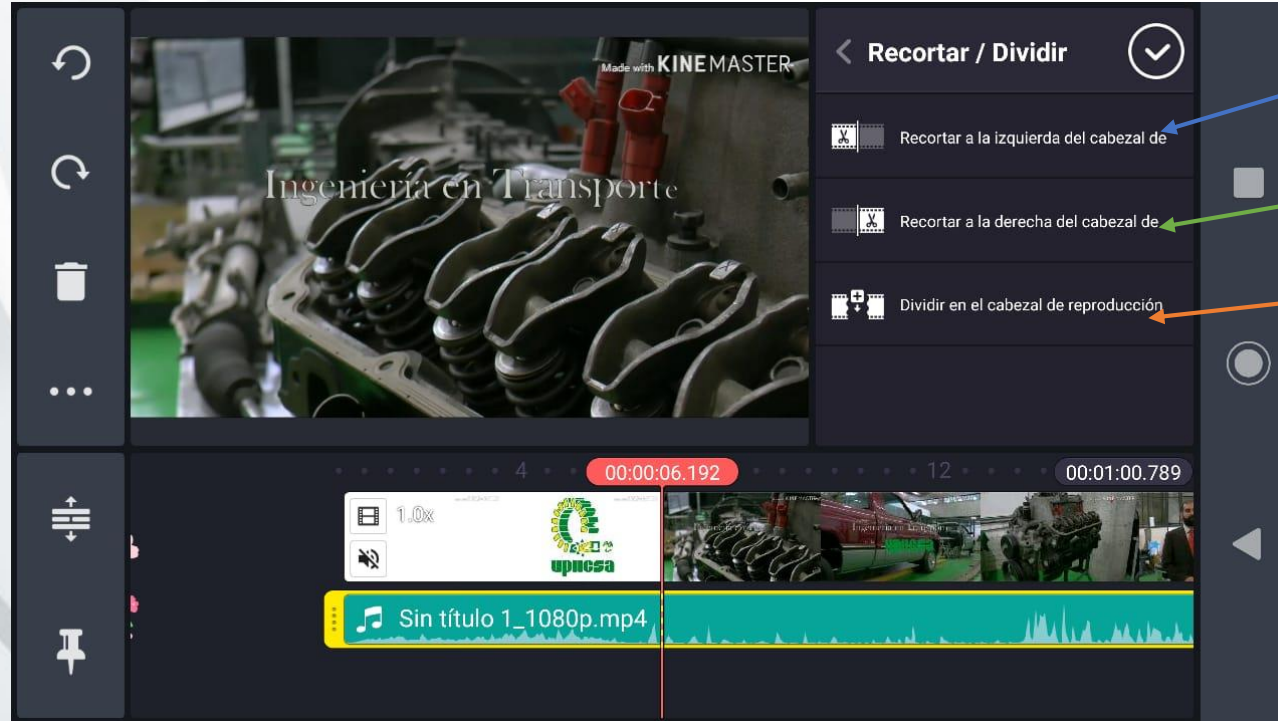 Made with KINEMASTER
Ingeniería en Transporte
Recortar / Dividir
Recortar a la izquierda del cabezal de
Recortar a la derecha del cabezal de
Dividir en el cabezal de reproducción
4
00:00:06.192
12
00:01:00.789
1.0x
upiicsa
Sin título 1_1080p.mp4